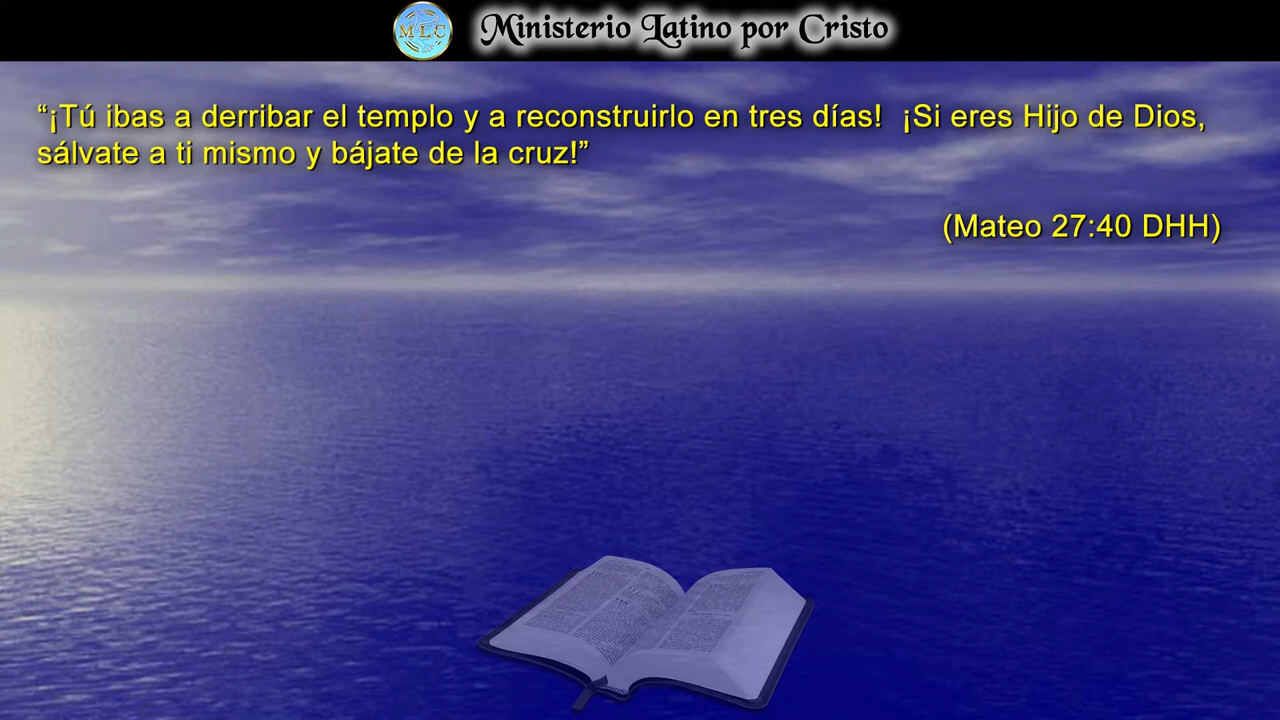 MLC Ministerio Latino por Cristo
“¡Tú ibas a derribar el templo y a reconstruirlo en tres días!  ¡Si eres Hijo de Dios,
sálvate a ti mismo y bájate de la cruz!”
(Mateo 27:40 DHH)